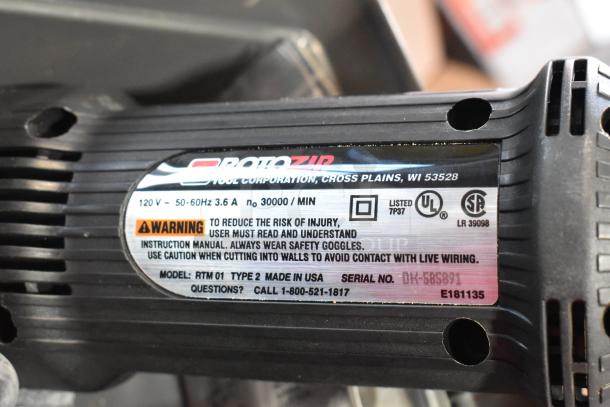 ROTOZIP
TOOL CORPORATION, CROSS PLAINS, WI 53528
120 V ~ 50-60Hz 3.6 A n₀ 30000 / MIN
LISTED
7P37
UL
SA
LR 39098
WARNING TO REDUCE THE RISK OF INJURY,
USER MUST READ AND UNDERSTAND
INSTRUCTION MANUAL. ALWAYS WEAR SAFETY GOGGLES.
USE CAUTION WHEN CUTTING INTO WALLS TO AVOID CONTACT WITH LIVE WIRING.
MODEL: RTM 01 TYPE 2 MADE IN USA SERIAL NO. DK-585891
QUESTIONS? CALL 1-800-521-1817
E181135